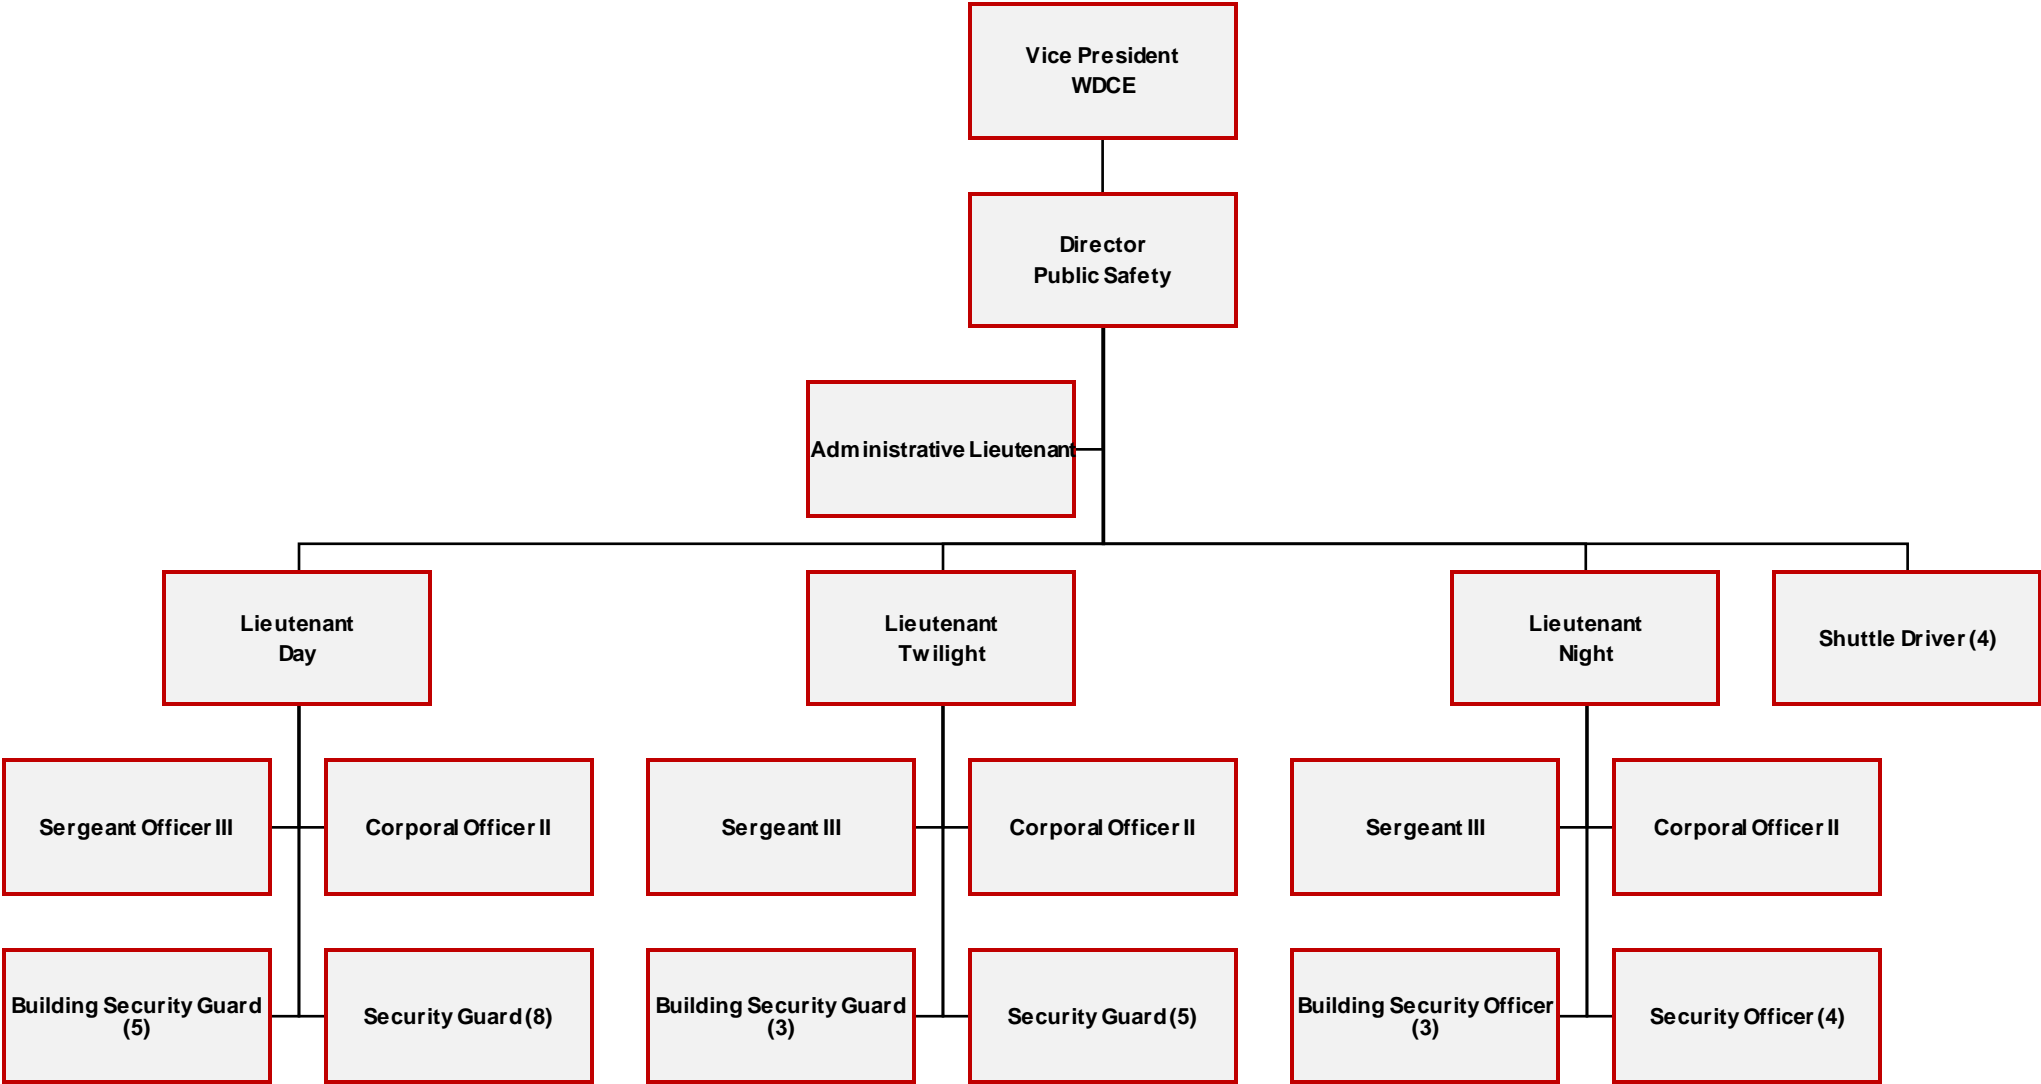 Vice President
WDCE
Director
Public Safety
Administrative Lieutenant
Lieutenant
Day
Lieutenant
Twilight
Lieutenant
Night
Shuttle Driver (4)
Sergeant Officer III
Corporal Officer II
Sergeant III
Corporal Officer II
Sergeant III
Corporal Officer II
Building Security Guard
(5)
Security Guard (8)
Building Security Guard
(3)
Security Guard (5)
Building Security Officer
(3)
Security Officer (4)